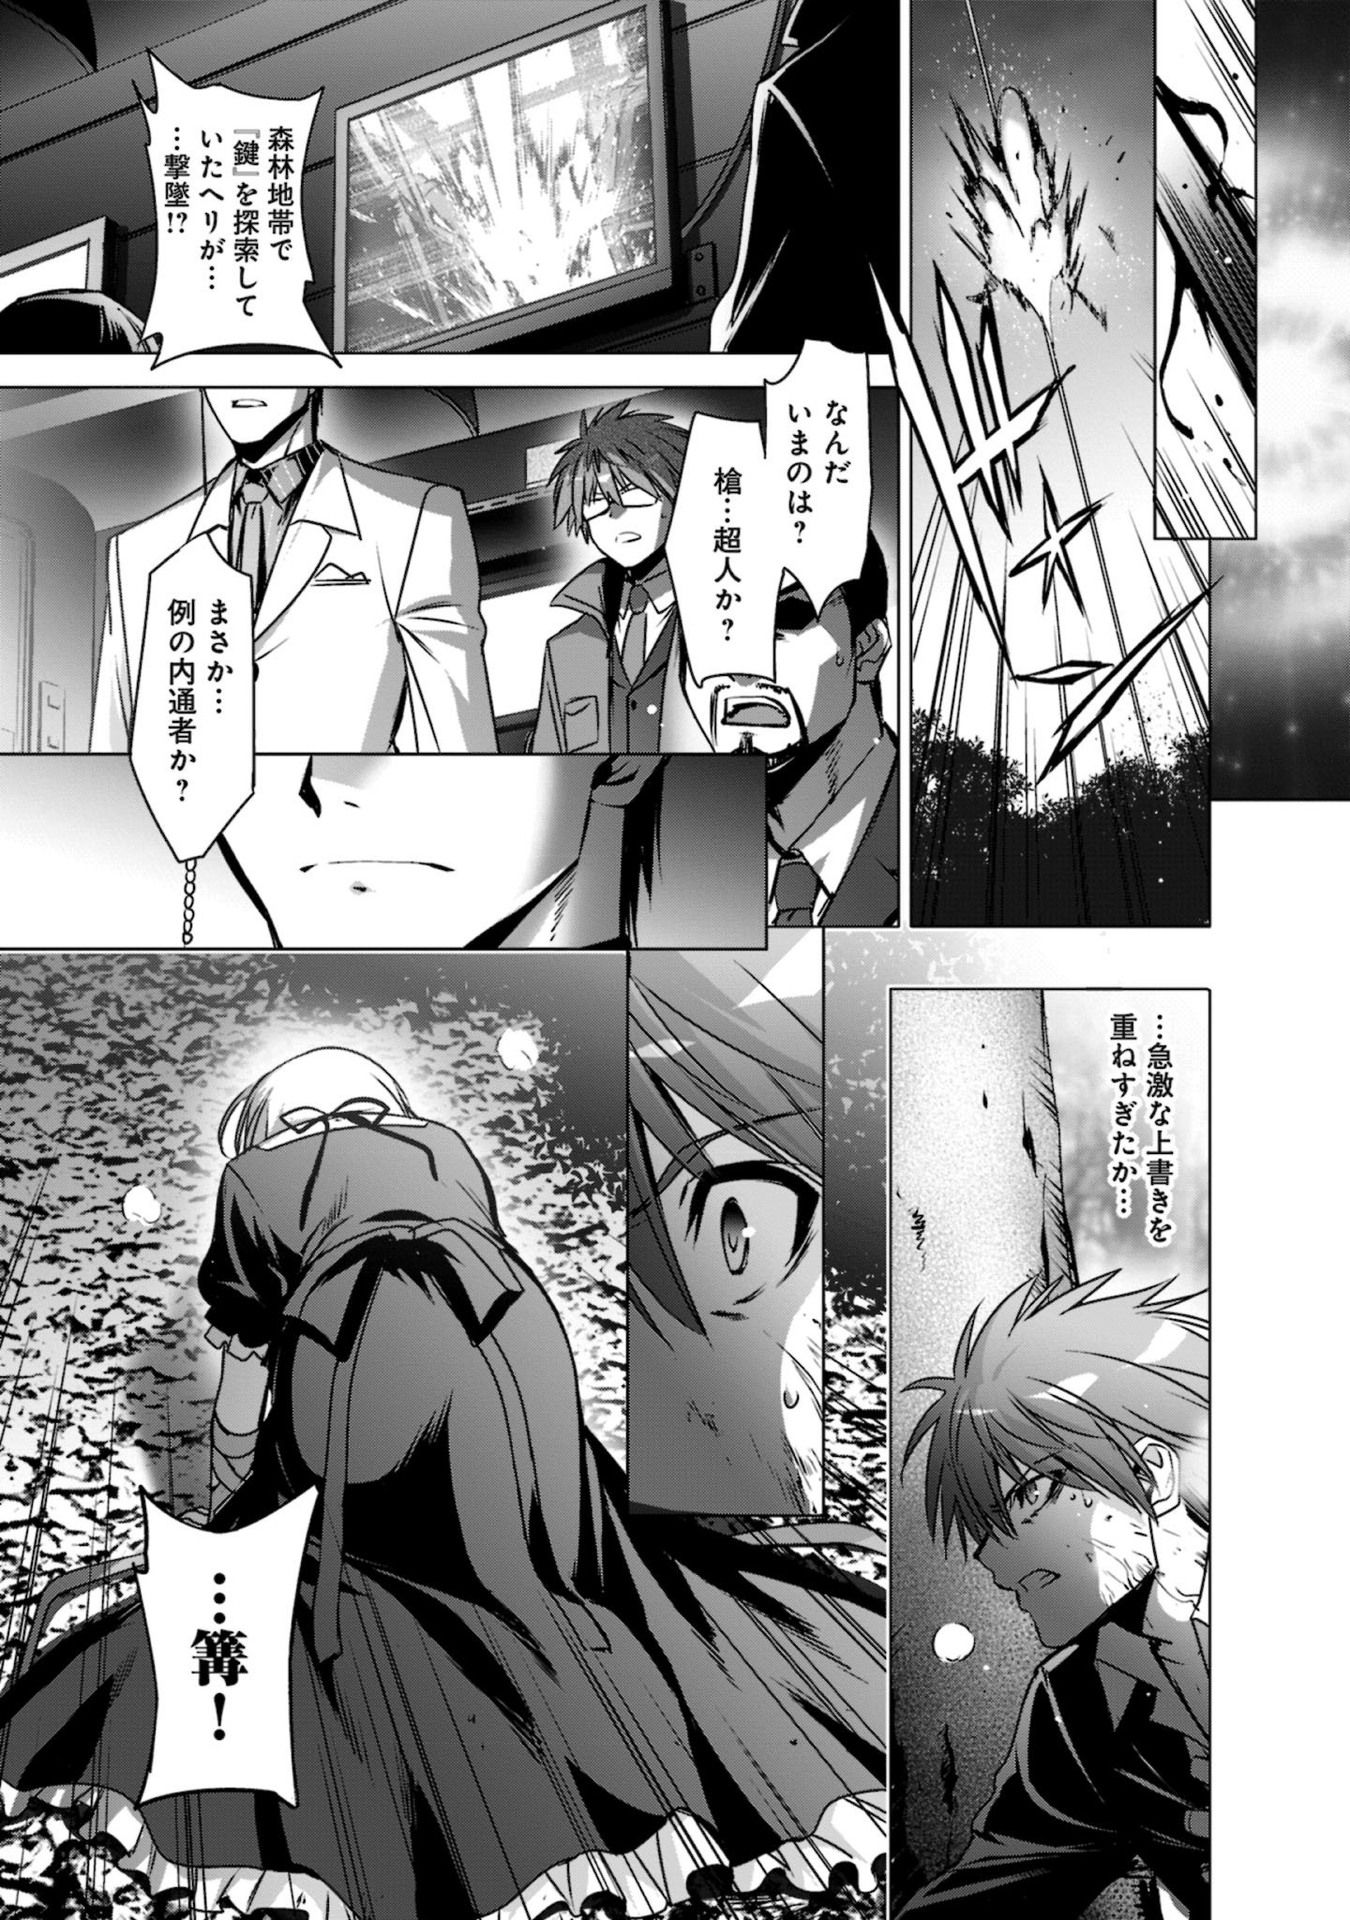 森林地帯で
『鍵』を探索して
いたヘリが…
…撃墜!?
なんだ
いまのは?
槍…超人か?
まさか…
例の内通者か?
…急激な上書きを
重ねすぎたか…
…篝!